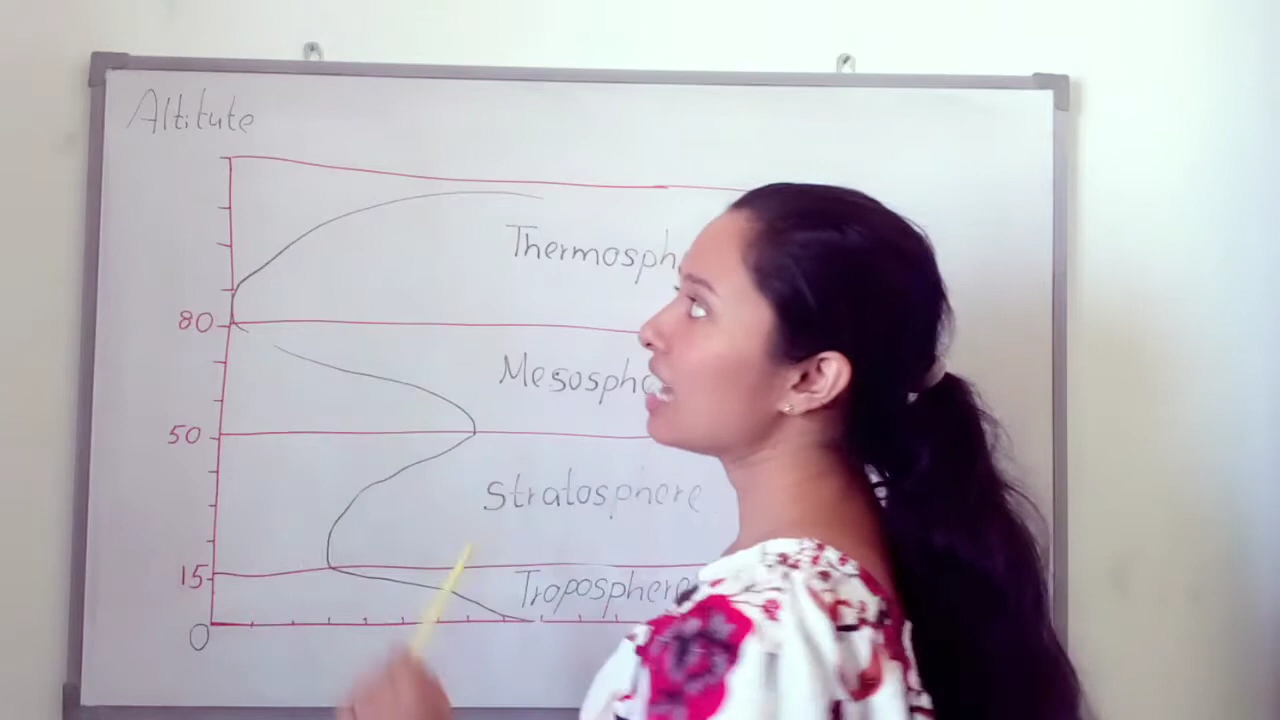 Altitute
Thermosph
80
Mesosphe
50
Stratosphere
15
Troposphere
0